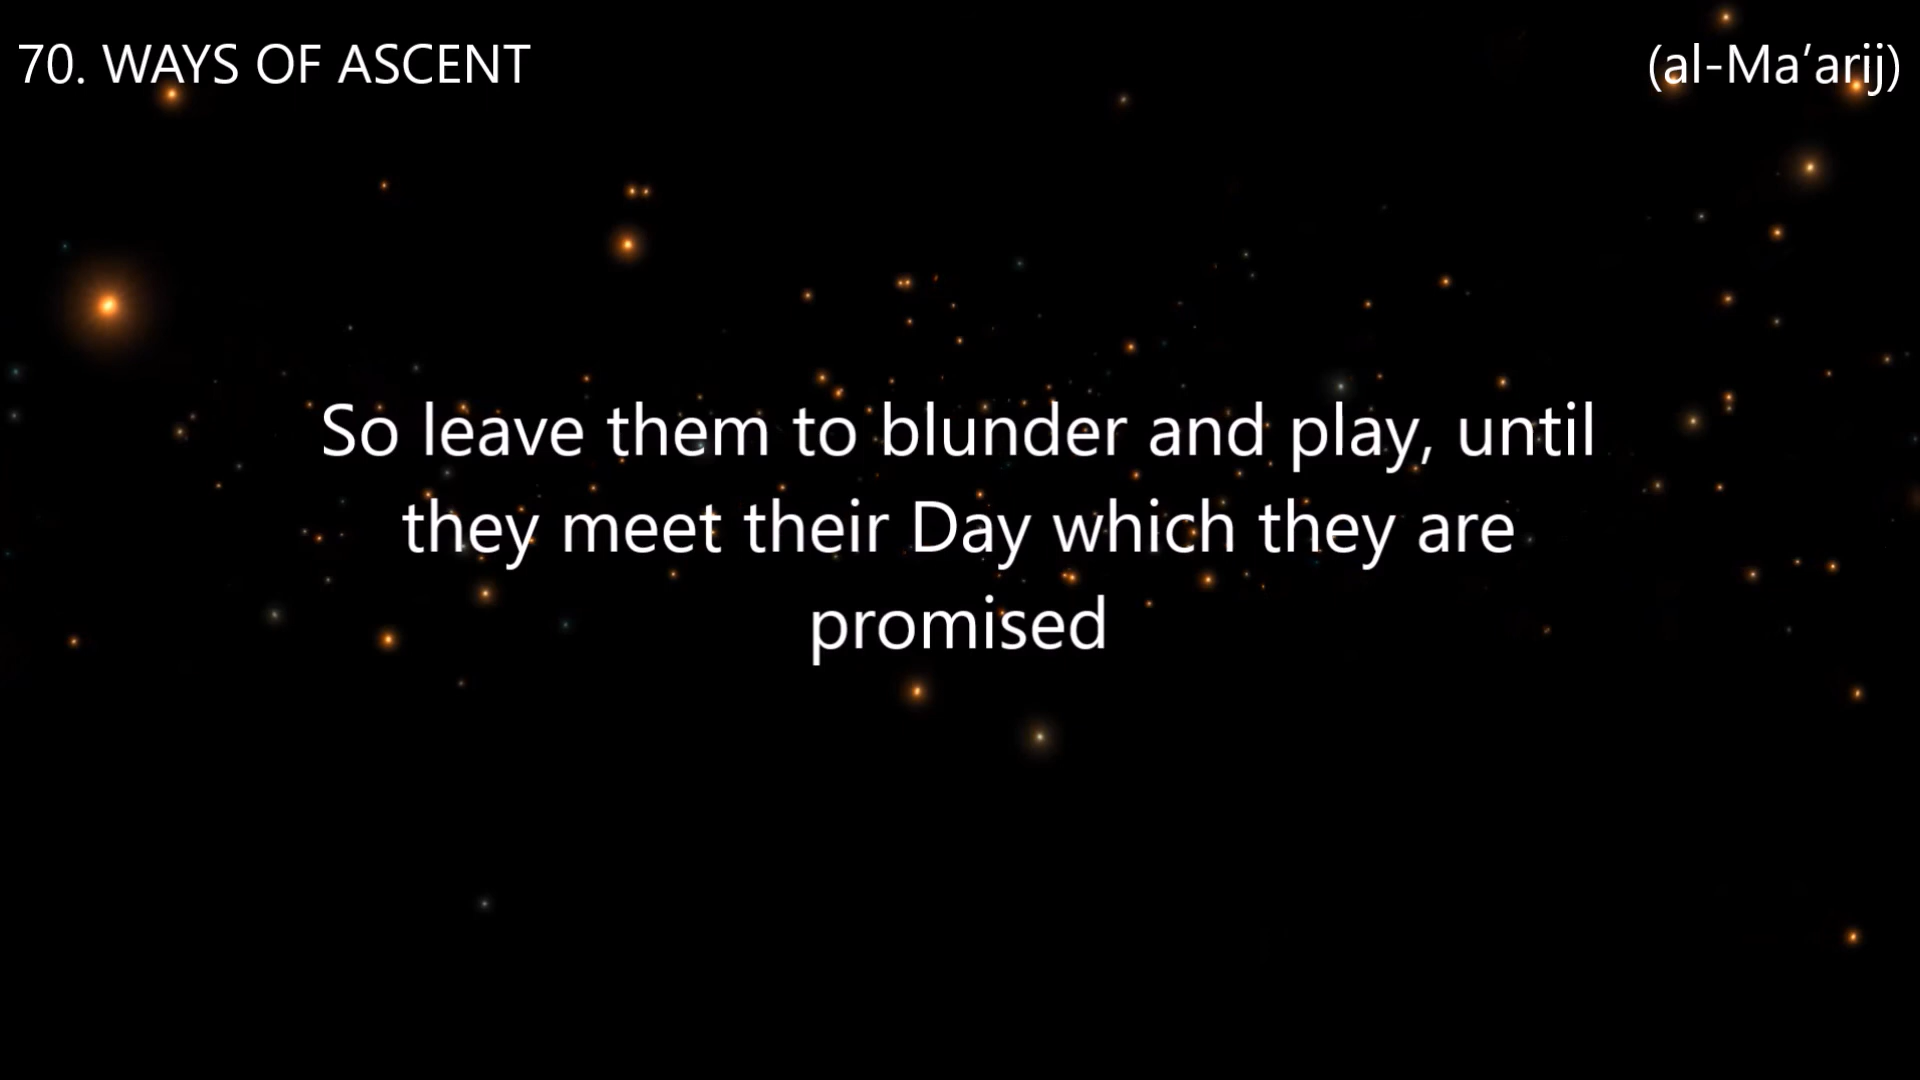 70. WAYS OF ASCENT
(al-Ma’arij)
So leave them to blunder and play, until
they meet their Day which they are
promised